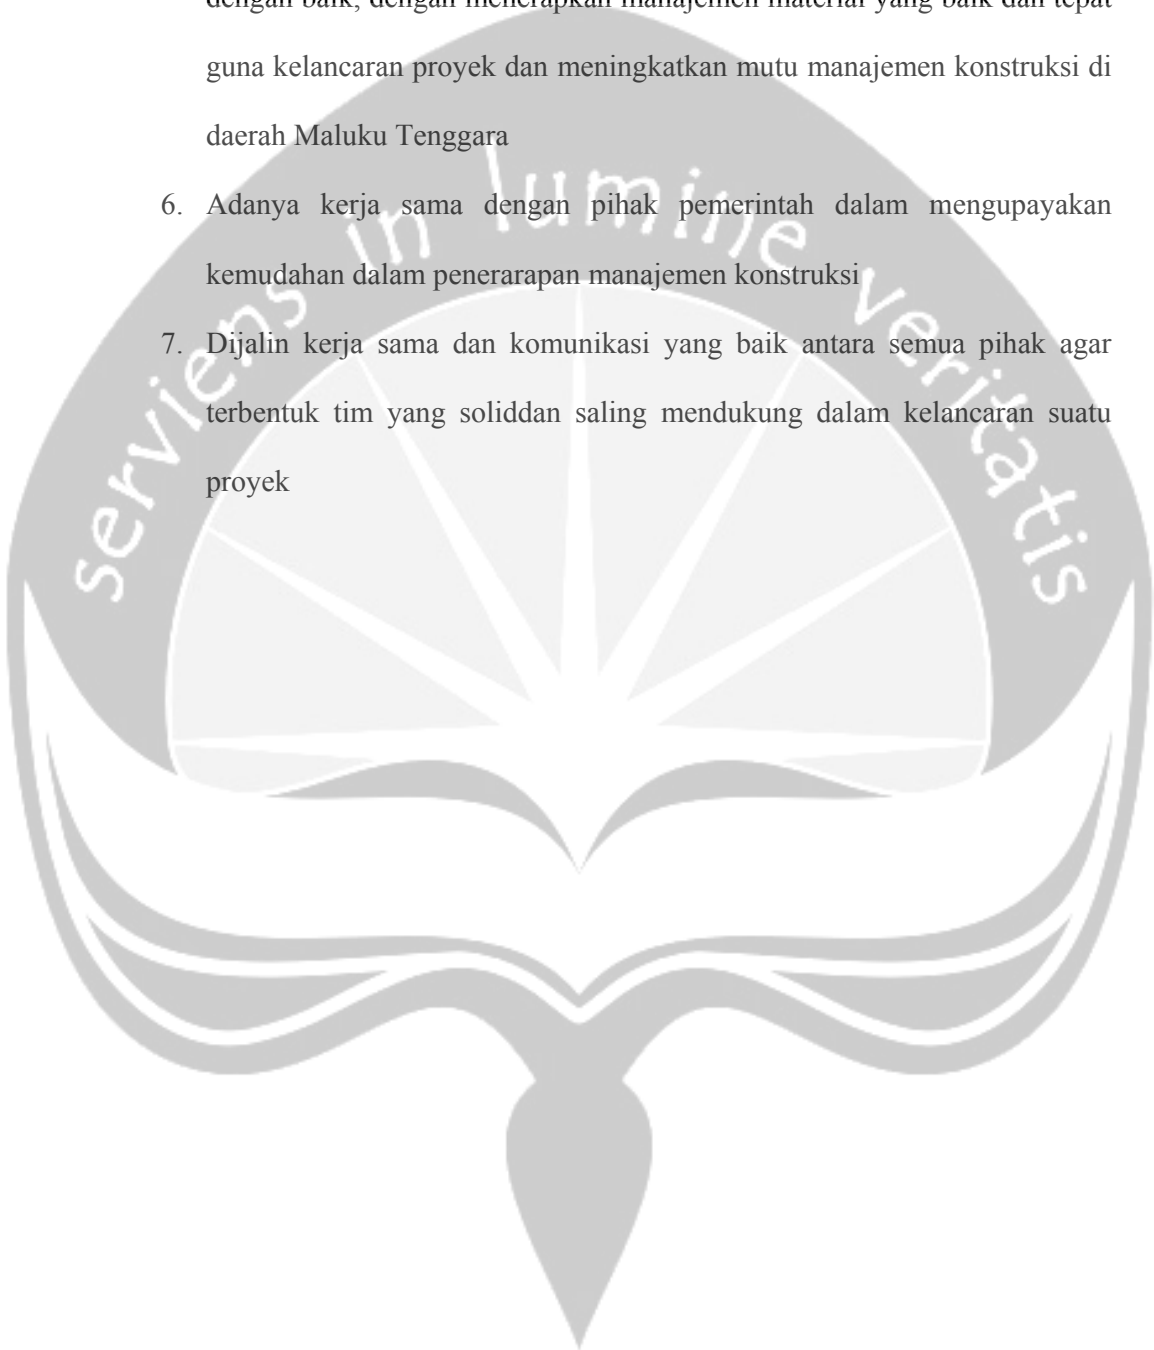 dengan baik, dengan menerapkan manajemen material yang baik dan tepat
guna kelancaran proyek dan meningkatkan mutu manajemen konstruksi di
daerah Maluku Tenggara
6. Adanya kerja sama dengan pihak pemerintah dalam mengupayakan
kemudahan dalam penerarapan manajemen konstruksi
7. Dijalin kerja sama dan komunikasi yang baik antara semua pihak agar
terbentuk tim yang soliddan saling mendukung dalam kelancaran suatu
proyek
serviens in lumine veritatis